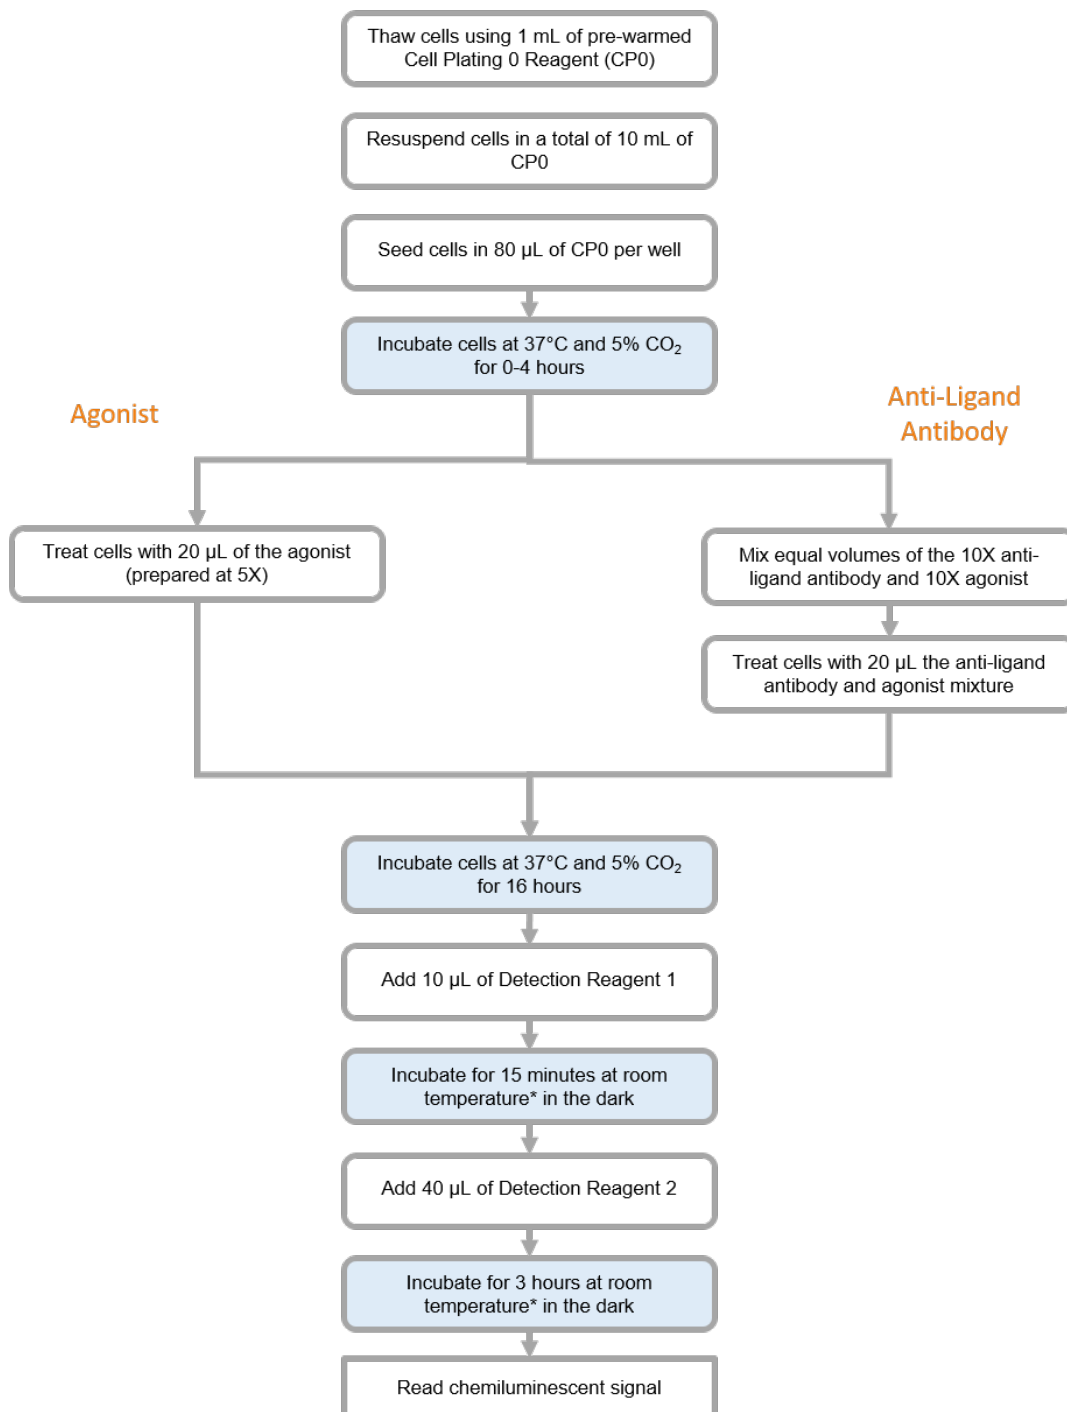 Thaw cells using 1 mL of pre-warmed
Cell Plating 0 Reagent (CP0)
Resuspend cells in a total of 10 mL of
CP0
Seed cells in 80 µL of CP0 per well
Incubate cells at 37°C and 5% CO₂
for 0-4 hours
Agonist
Anti-Ligand
Antibody
Treat cells with 20 µL of the agonist
(prepared at 5X)
Mix equal volumes of the 10X anti-
ligand antibody and 10X agonist
Treat cells with 20 µL the anti-ligand
antibody and agonist mixture
Incubate cells at 37°C and 5% CO₂
for 16 hours
Add 10 µL of Detection Reagent 1
Incubate for 15 minutes at room
temperature* in the dark
Add 40 µL of Detection Reagent 2
Incubate for 3 hours at room
temperature* in the dark
Read chemiluminescent signal